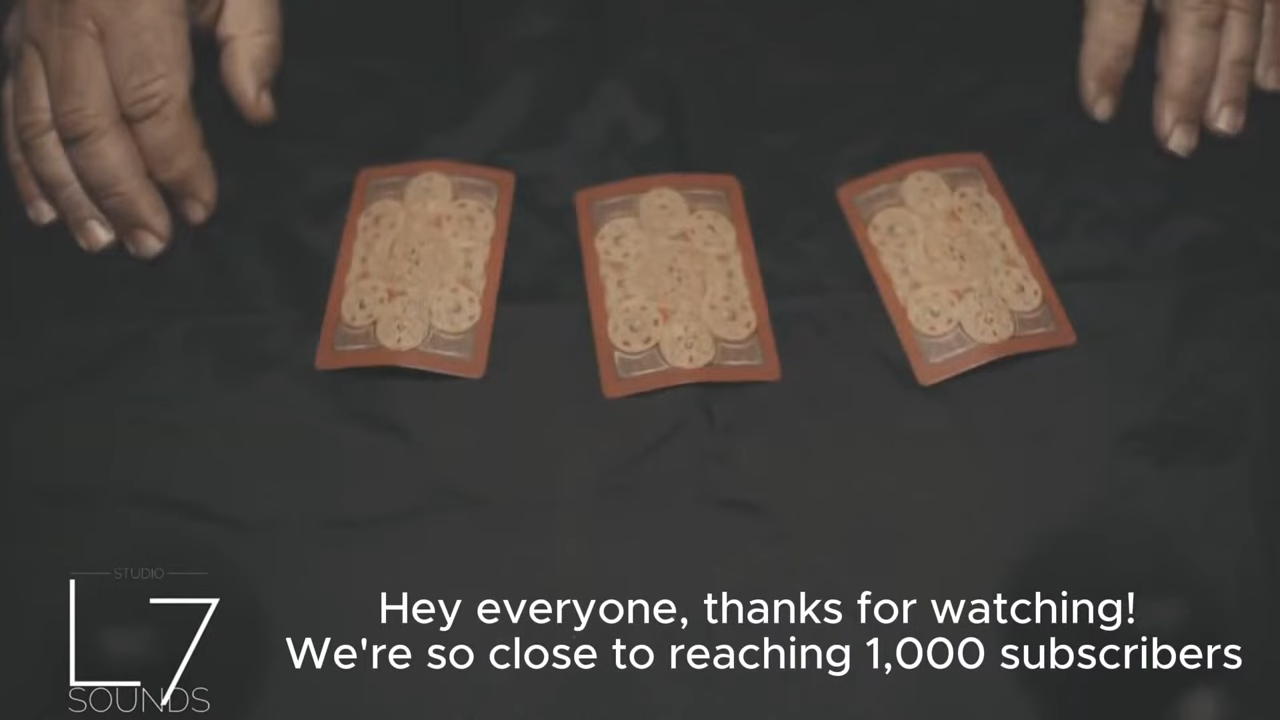 STUDIO
L7
SOUNDS
Hey everyone, thanks for watching!
We're so close to reaching 1,000 subscribers